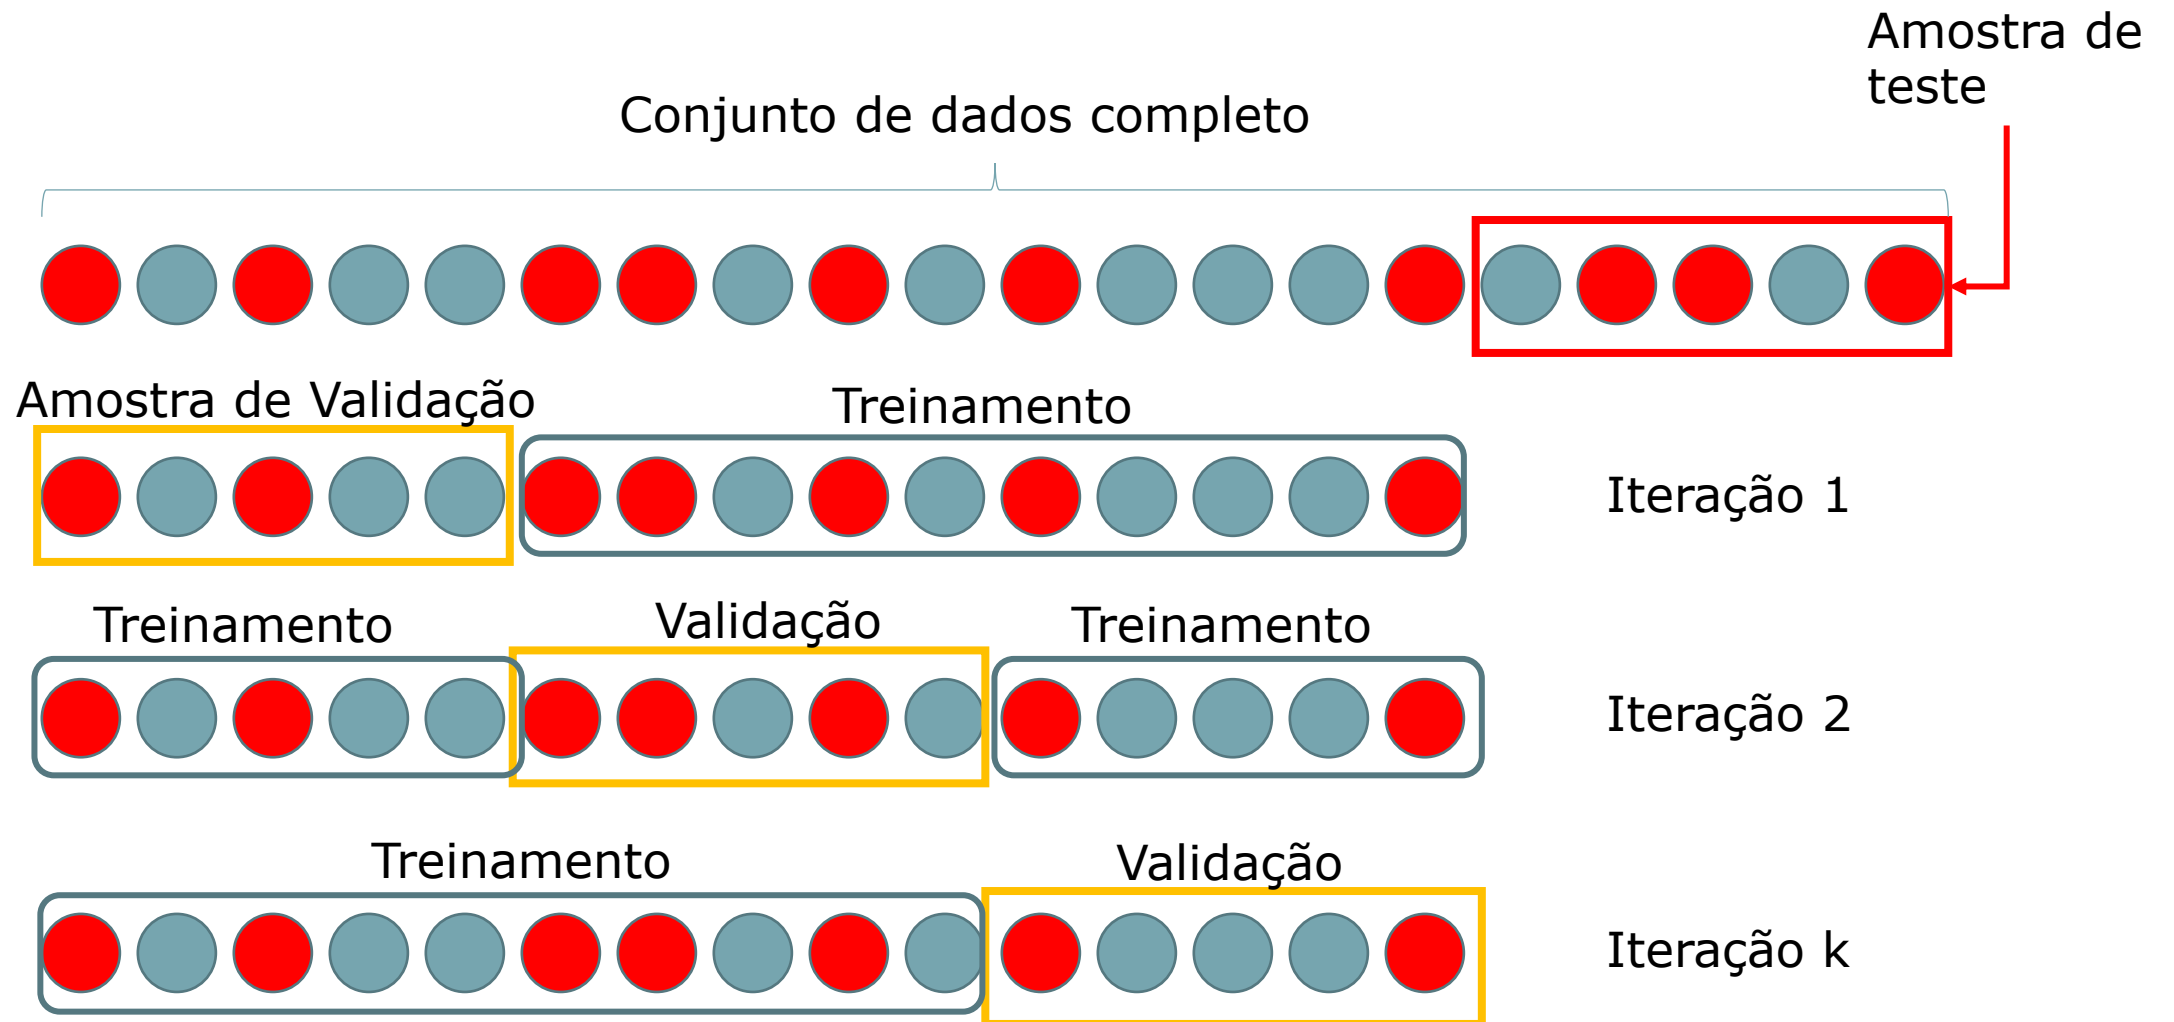 Amostra de
teste
Conjunto de dados completo
Amostra de Validação
Treinamento
Iteração 1
Treinamento
Validação
Treinamento
Iteração 2
Treinamento
Validação
Iteração k